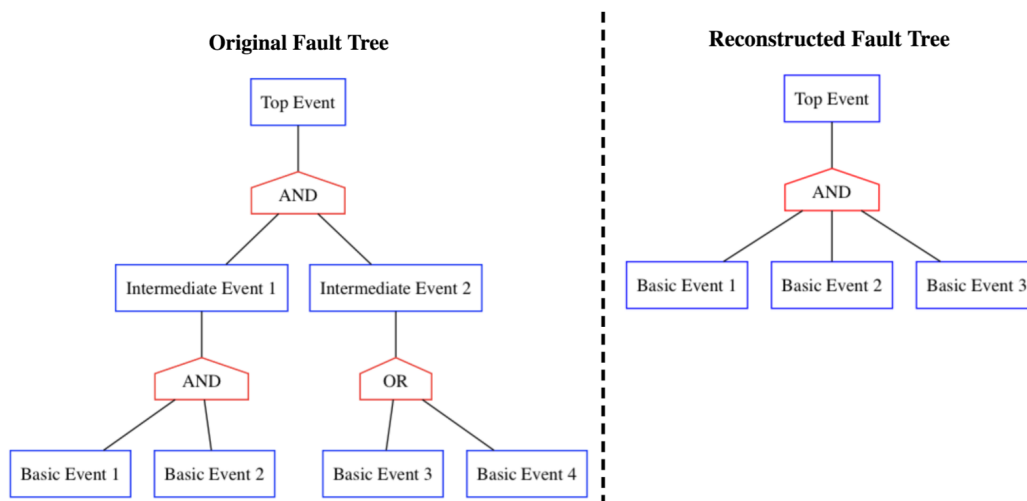 Original Fault Tree
Top Event
AND
Intermediate Event 1
Intermediate Event 2
AND
OR
Basic Event 1
Basic Event 2
Basic Event 3
Basic Event 4
Reconstructed Fault Tree
Top Event
AND
Basic Event 1
Basic Event 2
Basic Event 3